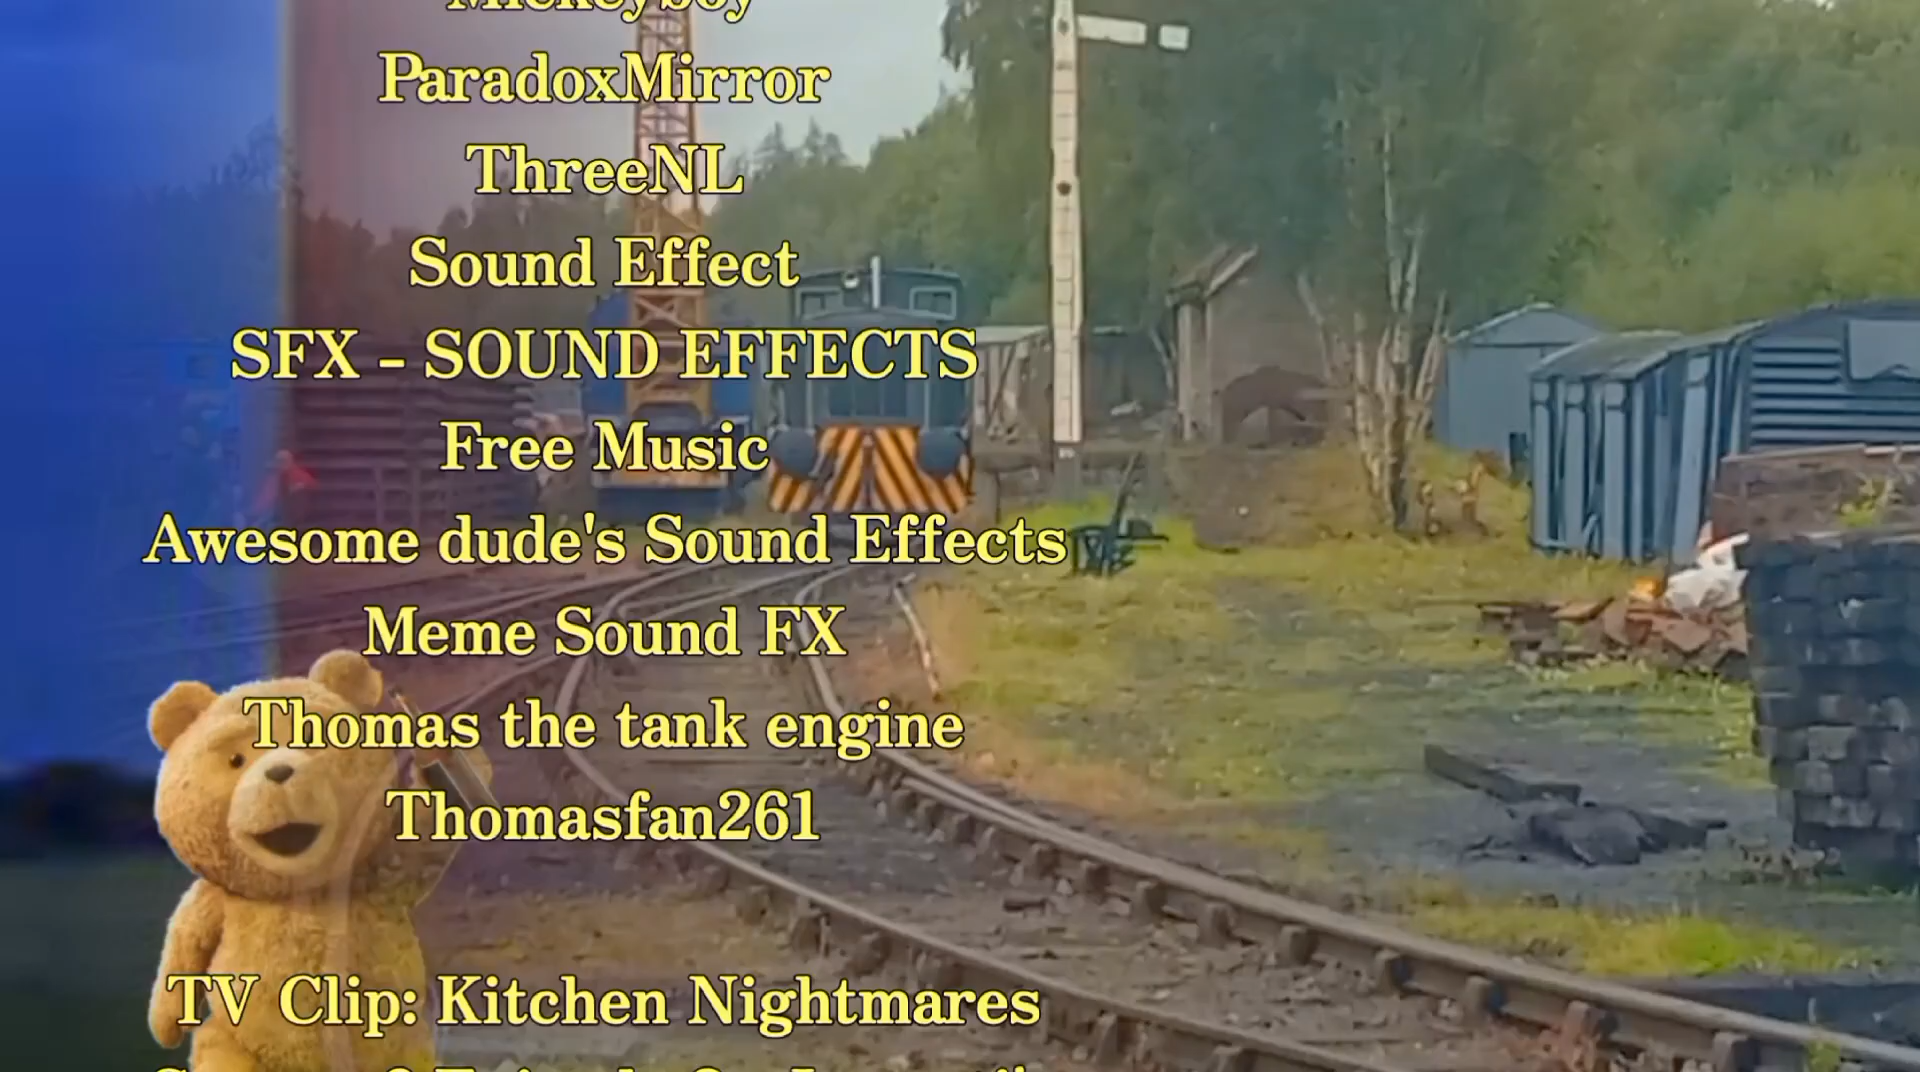 Mickeyboy
ParadoxMirror
ThreeNL
Sound Effect
SFX - SOUND EFFECTS
Free Music
Awesome dude's Sound Effects
Meme Sound FX
Thomas the tank engine
Thomasfan261
TV Clip: Kitchen Nightmares